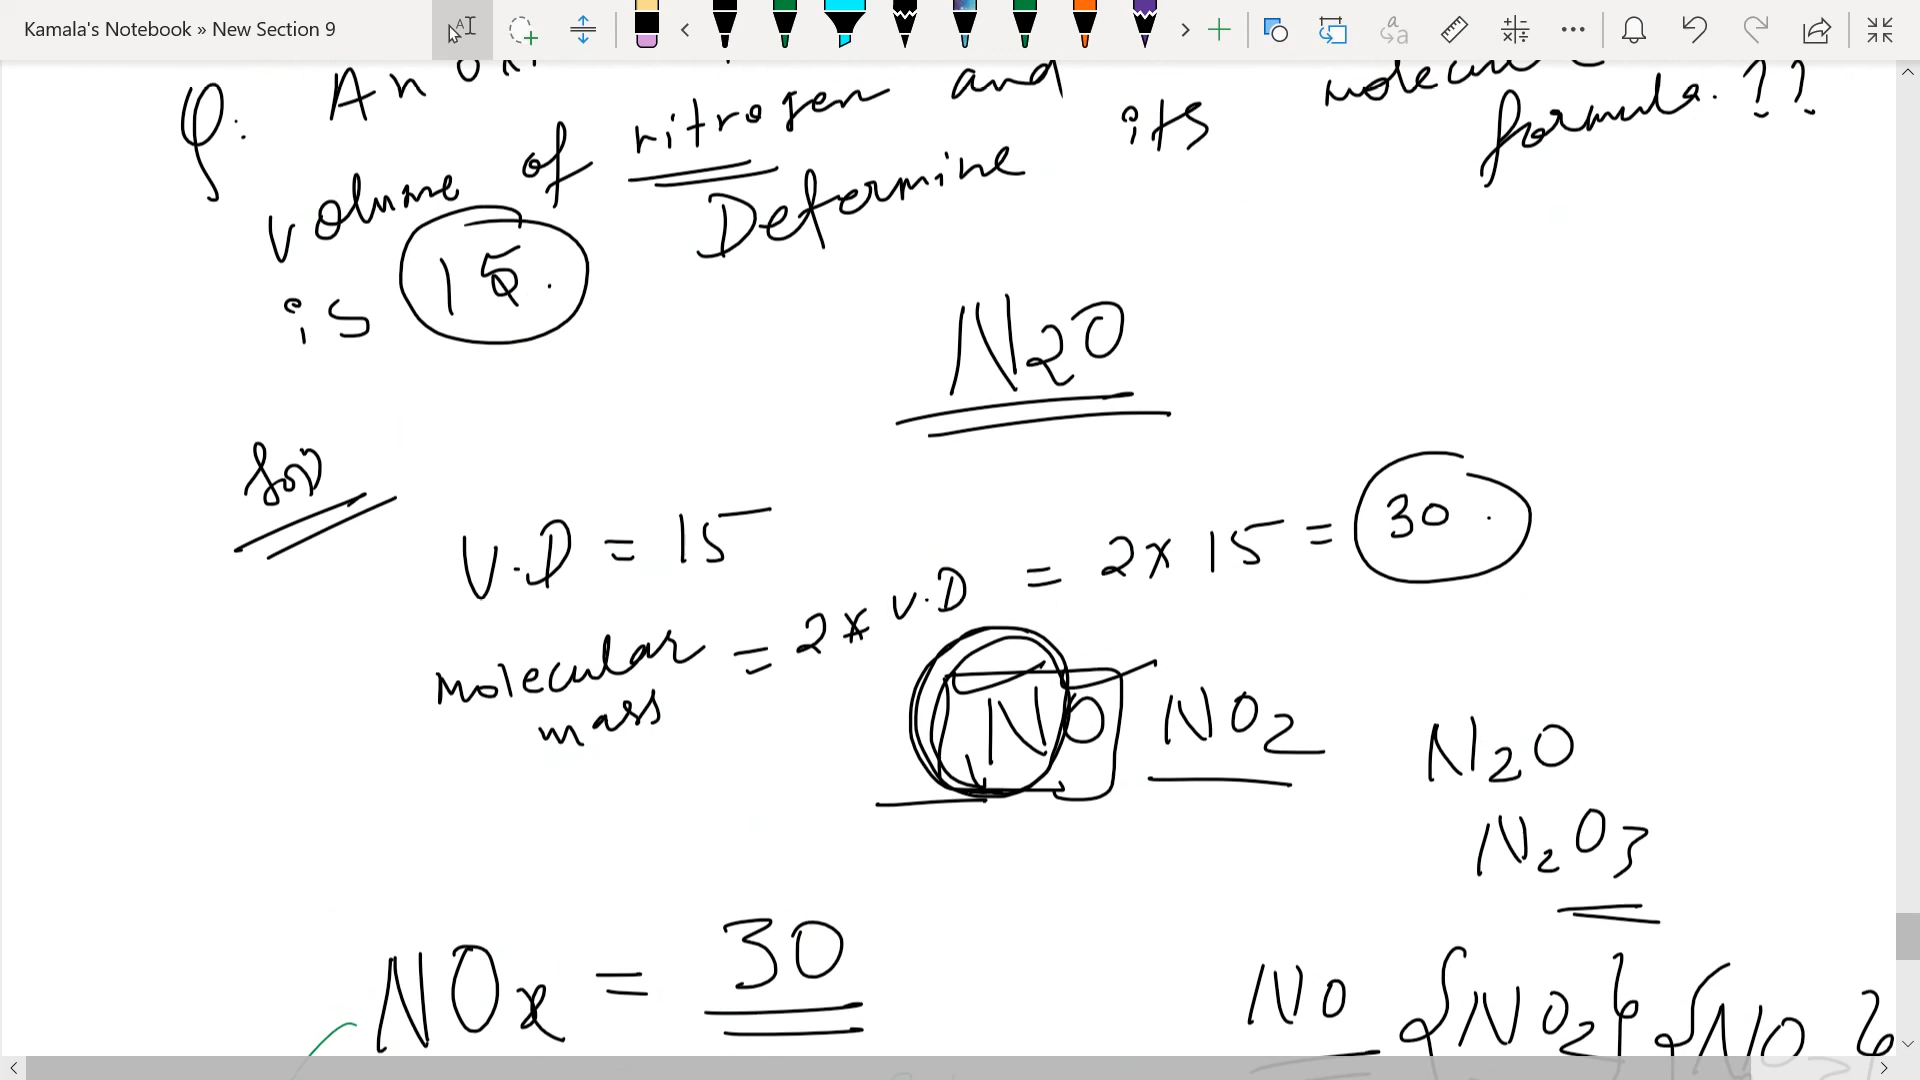 Kamala's Notebook » New Section 9
Q. An
volume of nitrogen and its molecular formula.??
is 15. Determine
N2O
Sol)
V.D = 15
molecular mass = 2 x V.D = 2 x 15 = 30.
NO NO2 N2O
N2O3
NOx = 30
NO {NO2} {NO